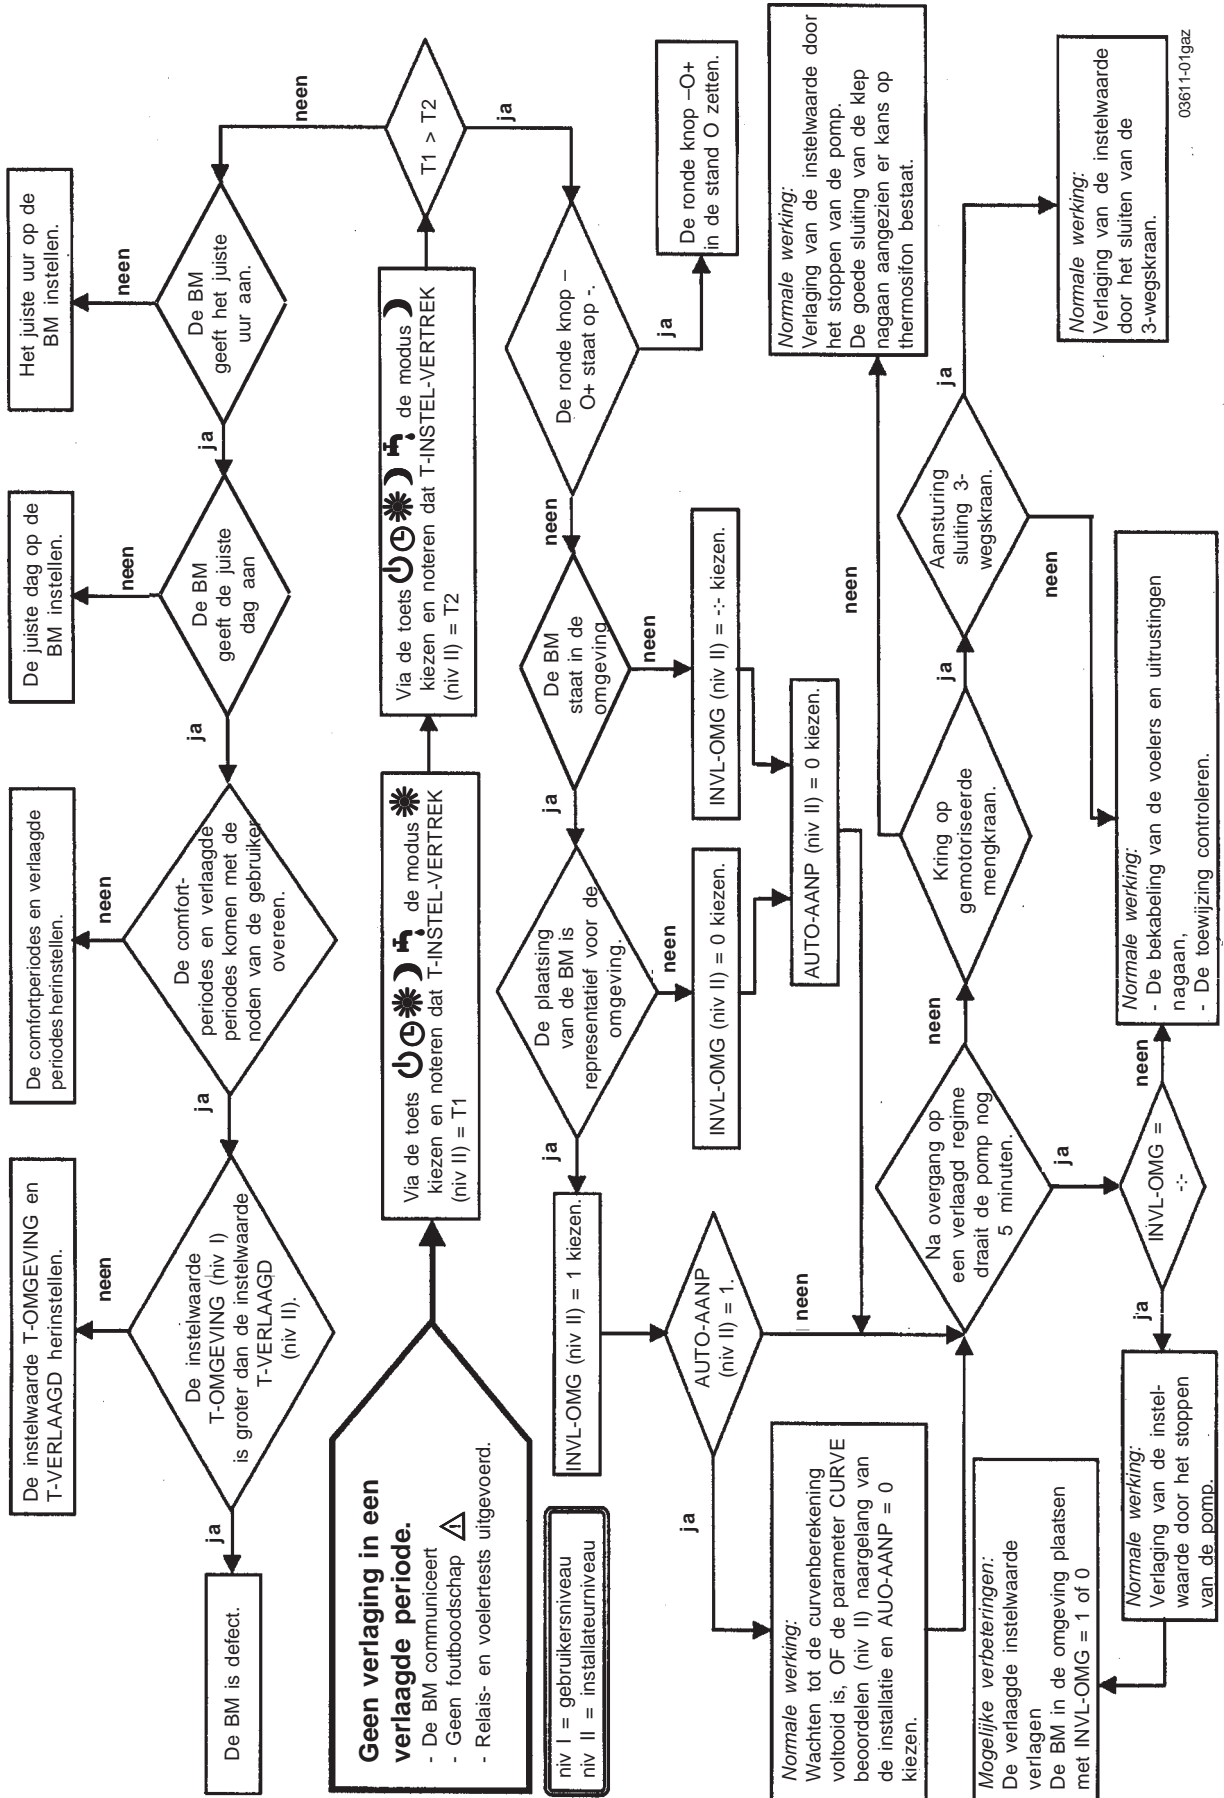 Geen verlaging in een
verlaagde periode.
- De BM communiceert
- Geen foutboodschap
- Relais- en voelertests uitgevoerd.
niv I = gebruikersniveau
niv II = installateurniveau
Via de toets de modus
kiezen en noteren dat T-INSTEL-VERTREK
(niv II) = T1
Via de toets de modus
kiezen en noteren dat T-INSTEL-VERTREK
(niv II) = T2
T1 > T2
neen
ja
De BM
geeft het juiste
uur aan.
neen
Het juiste uur op de
BM instellen.
ja
De BM
geeft de juiste
dag aan
neen
De juiste dag op de
BM instellen.
ja
De comfort-
periodes en verlaagde
periodes komen met de
noden van de gebruiker
overeen.
neen
De comfortperiodes en verlaagde
periodes herinstellen.
ja
De instelwaarde
T-OMGEVING (niv I)
is groter dan de instelwaarde
T-VERLAAGD
(niv II).
neen
De instelwaarde T-OMGEVING en
T-VERLAAGD herinstellen.
ja
De BM is defect.
De ronde knop –
O+ staat op -.
ja
De ronde knop –O+
in de stand O zetten.
neen
De BM
staat in de
omgeving
neen
INVL-OMG (niv II) = -:- kiezen.
ja
De plaatsing
van de BM is
representatief voor de
omgeving.
neen
INVL-OMG (niv II) = 0 kiezen.
AUTO-AANP (niv II) = 0 kiezen.
ja
INVL-OMG (niv II) = 1 kiezen.
AUTO-AANP
(niv II) = 1.
neen
ja
Normale werking:
Wachten tot de curvenberekening
voltooid is, OF de parameter CURVE
beoordelen (niv II) naargelang van
de installatie en AUO-AANP = 0
kiezen.
Na overgang op
een verlaagd regime
draait de pomp nog
5 minuten.
neen
ja
Kring op
gemotoriseerde
mengkraan.
neen
Normale werking:
Verlaging van de instelwaarde door
het stoppen van de pomp.
De goede sluiting van de klep
nagaan aangezien er kans op
thermosifon bestaat.
ja
Aansturing
sluiting 3-
wegskraan.
ja
Normale werking:
Verlaging van de instelwaarde
door het sluiten van de
3-wegskraan.
neen
Normale werking:
- De bekabeling van de voelers en uitrustingen
nagaan,
- De toewijzing controleren.
INVL-OMG =
-:-
neen
ja
Normale werking:
Verlaging van de instel-
waarde door het stoppen
van de pomp.
Mogelijke verbeteringen:
De verlaagde instelwaarde
verlagen
De BM in de omgeving plaatsen
met INVL-OMG = 1 of 0
03611-01gaz